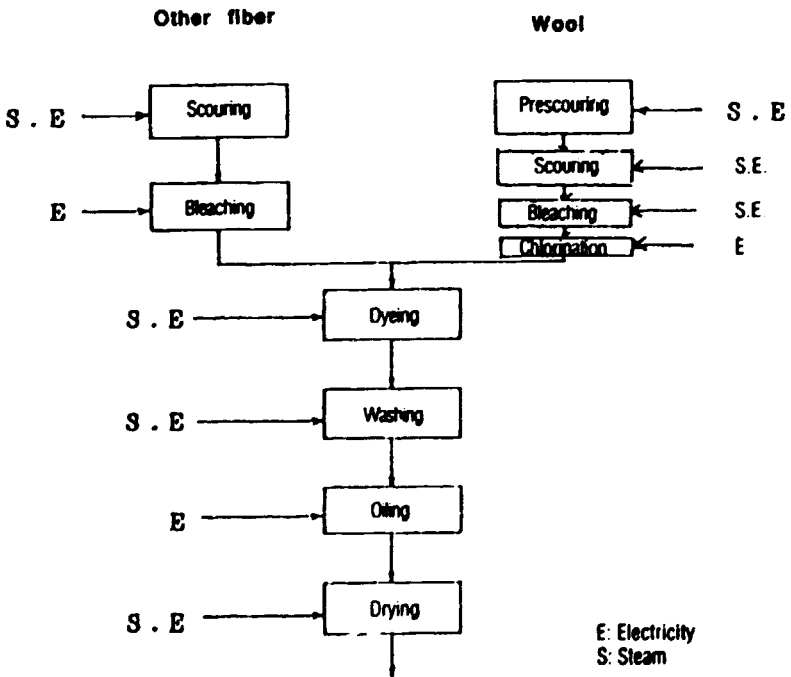 Other fiber
Wool
S . E
Scouring
Prescouring
S . E
Scouring
S.E.
E
Bleaching
Bleaching
S.E
Chlorination
E
S . E
Dyeing
S . E
Washing
E
Oiling
S . E
Drying
E: Electricity
S: Steam